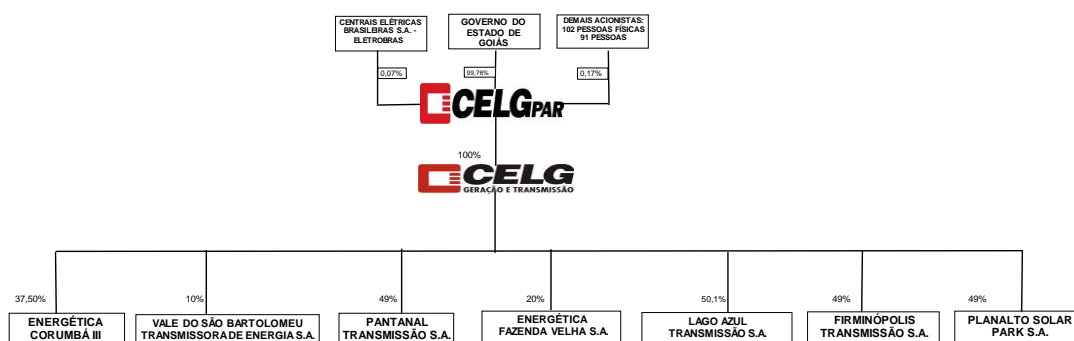 CENTRAIS ELÉTRICAS
BRASILEIRAS S.A. -
ELETROBRAS
GOVERNO DO
ESTADO DE
GOIÁS
DEMAIS ACIONISTAS:
102 PESSOAS FÍSICAS
91 PESSOAS
0,07%
99,76%
0,17%
CELGPAR
100%
CELG
GERAÇÃO E TRANSMISSÃO
37,50%
10%
49%
20%
50,1%
49%
49%
ENERGÉTICA
CORUMBÁ III
VALE DO SÃO BARTOLOMEU
TRANSMISSORA DE ENERGIA S.A.
PANTANAL
TRANSMISSÃO S.A.
ENERGÉTICA
FAZENDA VELHA S.A.
LAGO AZUL
TRANSMISSÃO S.A.
FIRMINÓPOLIS
TRANSMISSÃO S.A.
PLANALTO SOLAR
PARK S.A.